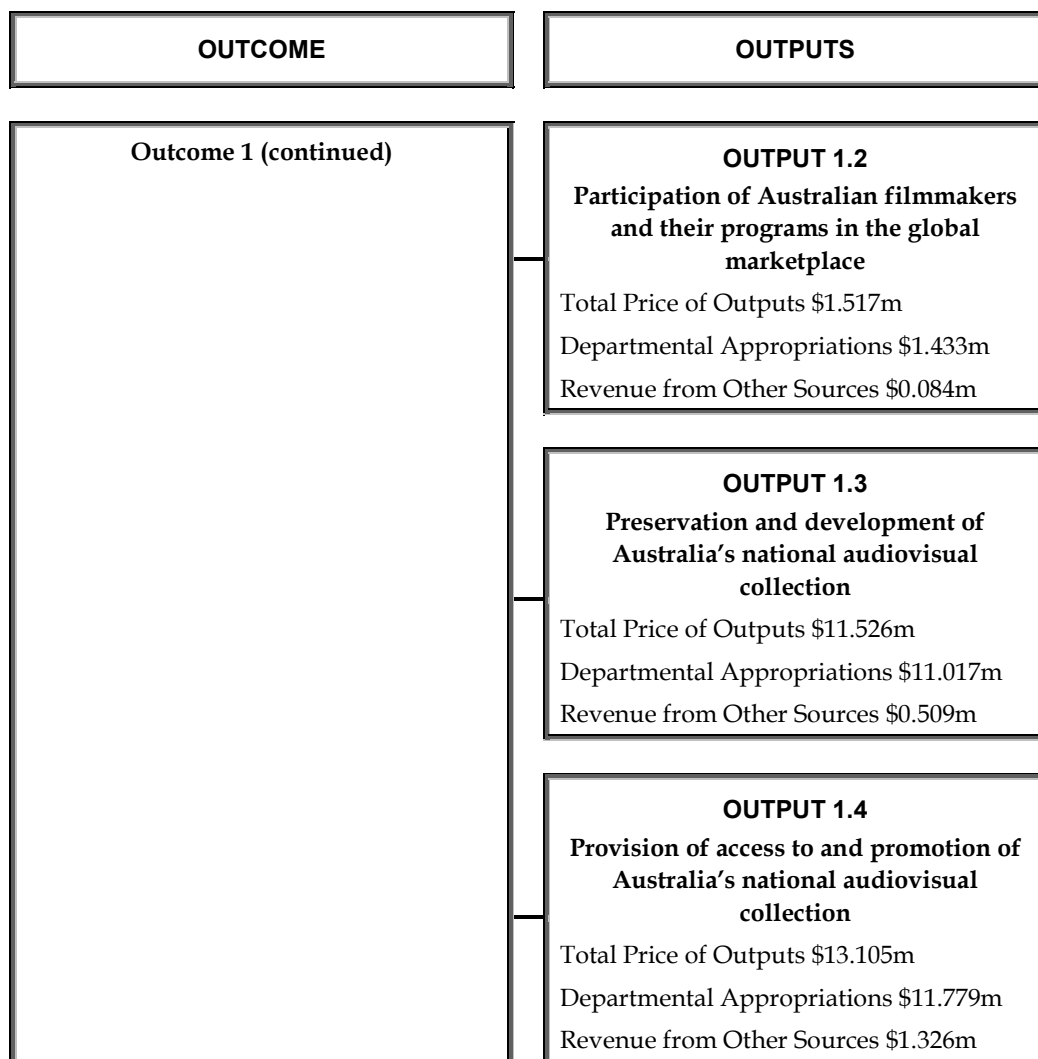 OUTCOME
OUTPUTS
Outcome 1 (continued)
OUTPUT 1.2
Participation of Australian filmmakers
and their programs in the global
marketplace
Total Price of Outputs $1.517m
Departmental Appropriations $1.433m
Revenue from Other Sources $0.084m
OUTPUT 1.3
Preservation and development of
Australia’s national audiovisual
collection
Total Price of Outputs $11.526m
Departmental Appropriations $11.017m
Revenue from Other Sources $0.509m
OUTPUT 1.4
Provision of access to and promotion of
Australia’s national audiovisual
collection
Total Price of Outputs $13.105m
Departmental Appropriations $11.779m
Revenue from Other Sources $1.326m